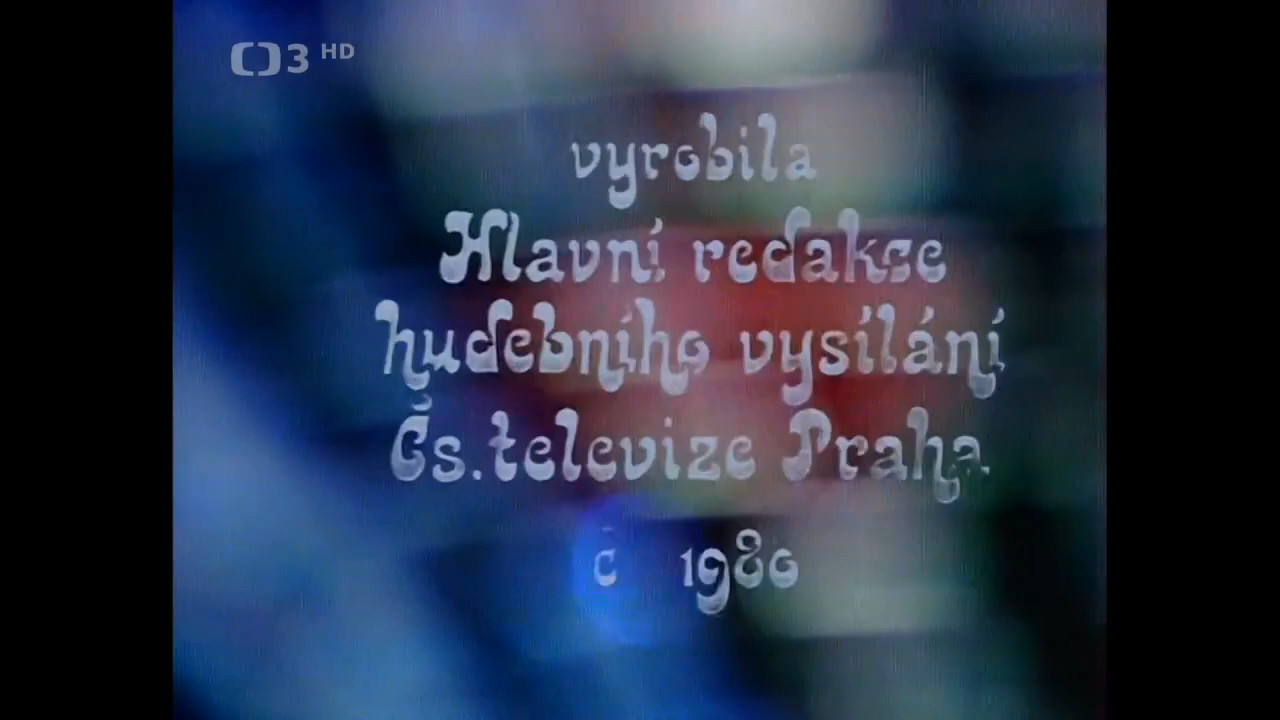 ČT3 HD
vyrobila
Hlavní redakce
hudebního vysílání
Čs.televize Praha
č 1980